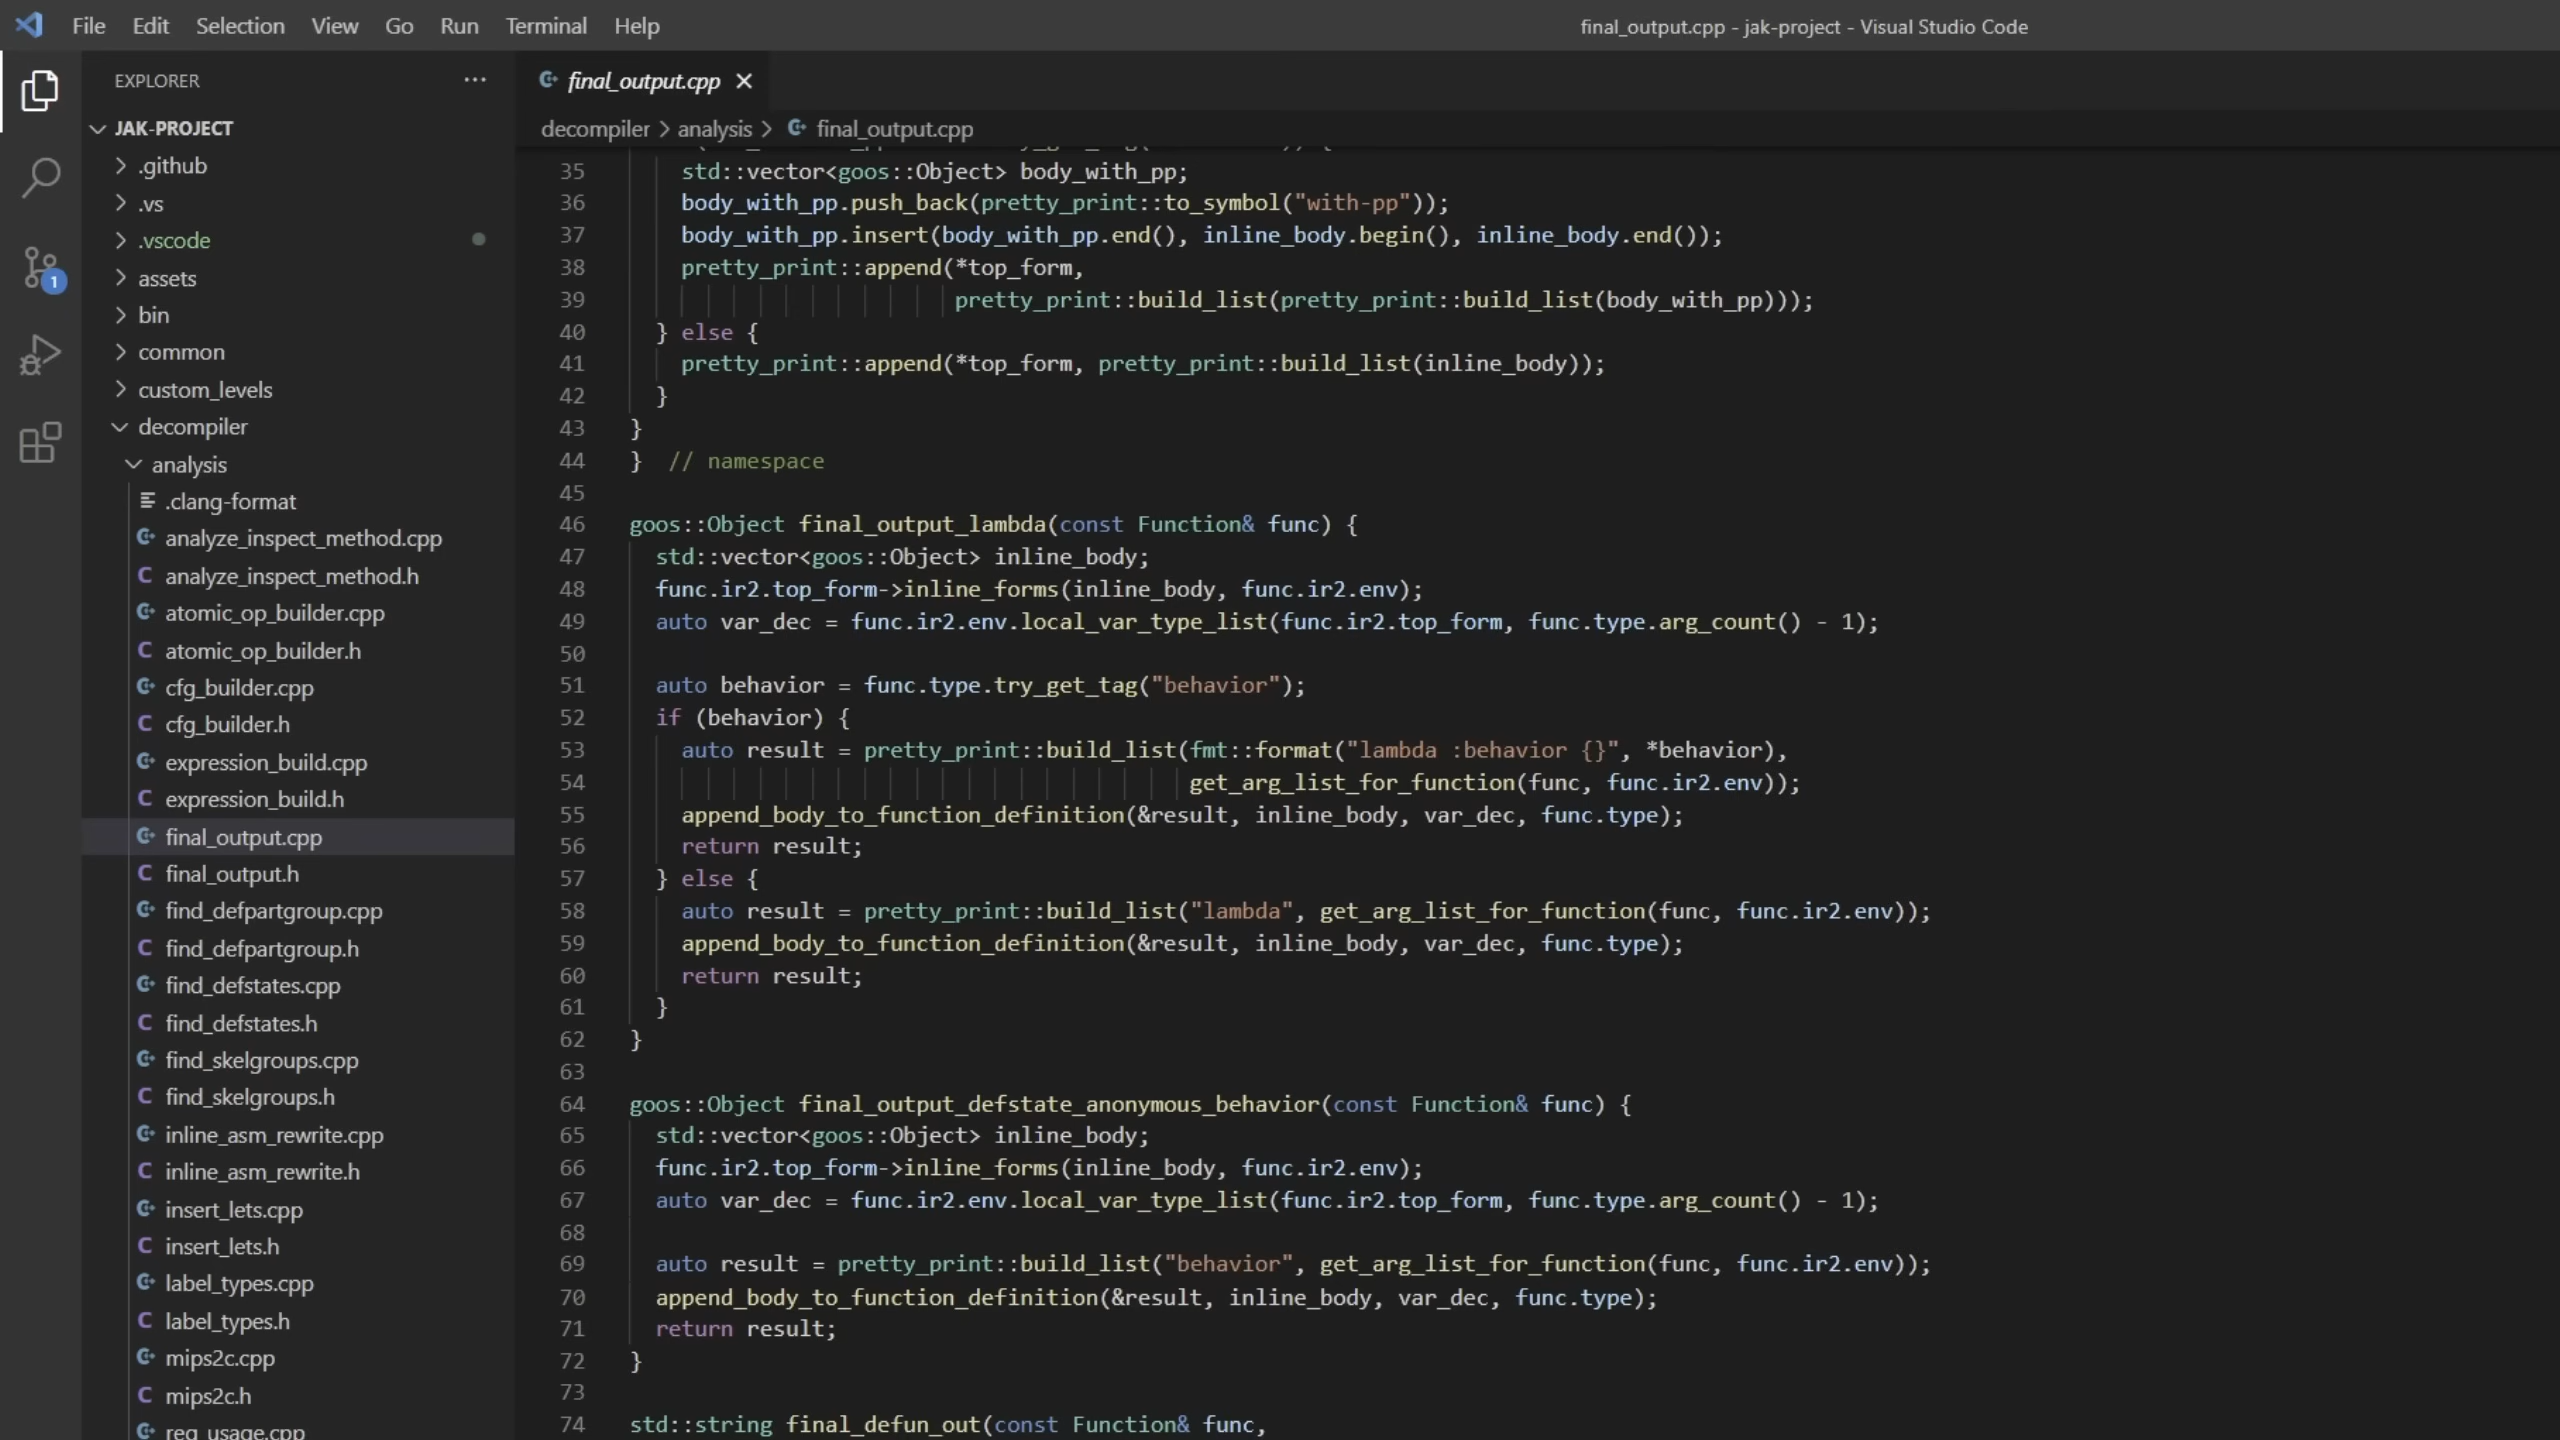 File Edit Selection View Go Run Terminal Help
final_output.cpp - jak-project - Visual Studio Code
EXPLORER
JAK-PROJECT
.github
.vs
.vscode
assets
bin
common
custom_levels
decompiler
analysis
.clang-format
analyze_inspect_method.cpp
analyze_inspect_method.h
atomic_op_builder.cpp
atomic_op_builder.h
cfg_builder.cpp
cfg_builder.h
expression_build.cpp
expression_build.h
final_output.cpp
final_output.h
find_defpartgroup.cpp
find_defpartgroup.h
find_defstates.cpp
find_defstates.h
find_skelgroups.cpp
find_skelgroups.h
inline_asm_rewrite.cpp
inline_asm_rewrite.h
insert_lets.cpp
insert_lets.h
label_types.cpp
label_types.h
mips2c.cpp
mips2c.h
1
final_output.cpp
decompiler > analysis > final_output.cpp
35 std::vector<goos::Object> body_with_pp;
36 body_with_pp.push_back(pretty_print::to_symbol("with-pp"));
37 body_with_pp.insert(body_with_pp.end(), inline_body.begin(), inline_body.end());
38 pretty_print::append(*top_form,
39 pretty_print::build_list(pretty_print::build_list(body_with_pp)));
40 } else {
41 pretty_print::append(*top_form, pretty_print::build_list(inline_body));
42 }
43 }
44 } // namespace
45
46 goos::Object final_output_lambda(const Function& func) {
47 std::vector<goos::Object> inline_body;
48 func.ir2.top_form->inline_forms(inline_body, func.ir2.env);
49 auto var_dec = func.ir2.env.local_var_type_list(func.ir2.top_form, func.type.arg_count() - 1);
50
51 auto behavior = func.type.try_get_tag("behavior");
52 if (behavior) {
53 auto result = pretty_print::build_list(fmt::format("lambda :behavior {}", *behavior),
54 get_arg_list_for_function(func, func.ir2.env));
55 append_body_to_function_definition(&result, inline_body, var_dec, func.type);
56 return result;
57 } else {
58 auto result = pretty_print::build_list("lambda", get_arg_list_for_function(func, func.ir2.env));
59 append_body_to_function_definition(&result, inline_body, var_dec, func.type);
60 return result;
61 }
62 }
63
64 goos::Object final_output_defstate_anonymous_behavior(const Function& func) {
65 std::vector<goos::Object> inline_body;
66 func.ir2.top_form->inline_forms(inline_body, func.ir2.env);
67 auto var_dec = func.ir2.env.local_var_type_list(func.ir2.top_form, func.type.arg_count() - 1);
68
69 auto result = pretty_print::build_list("behavior", get_arg_list_for_function(func, func.ir2.env));
70 append_body_to_function_definition(&result, inline_body, var_dec, func.type);
71 return result;
72 }
73
74 std::string final_defun_out(const Function& func,